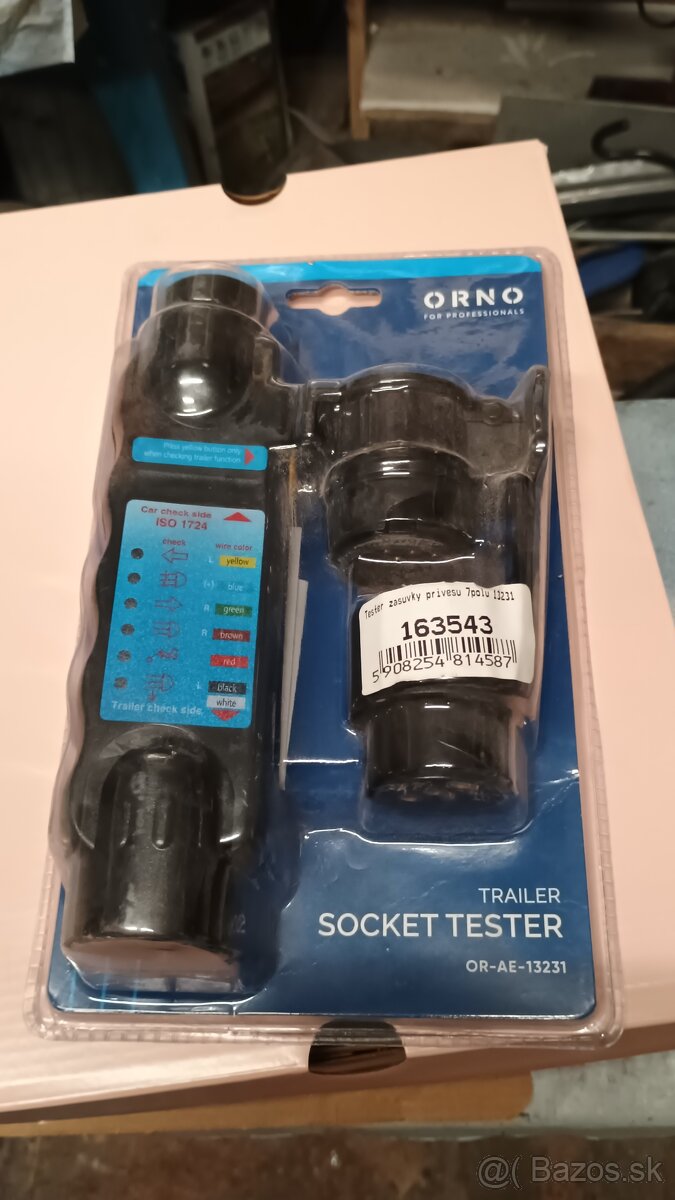 ORNO
FOR PROFESSIONALS
Press yellow button only
when checking trailer function
Car check side
ISO 1724
check
wire color
L yellow
(+) blue
R green
R brown
red
L black
white
Trailer check side
Tester zasuvky privesu 7polu 13231
163543
5 908254 814587
TRAILER
SOCKET TESTER
OR-AE-13231
@( Bazos.sk